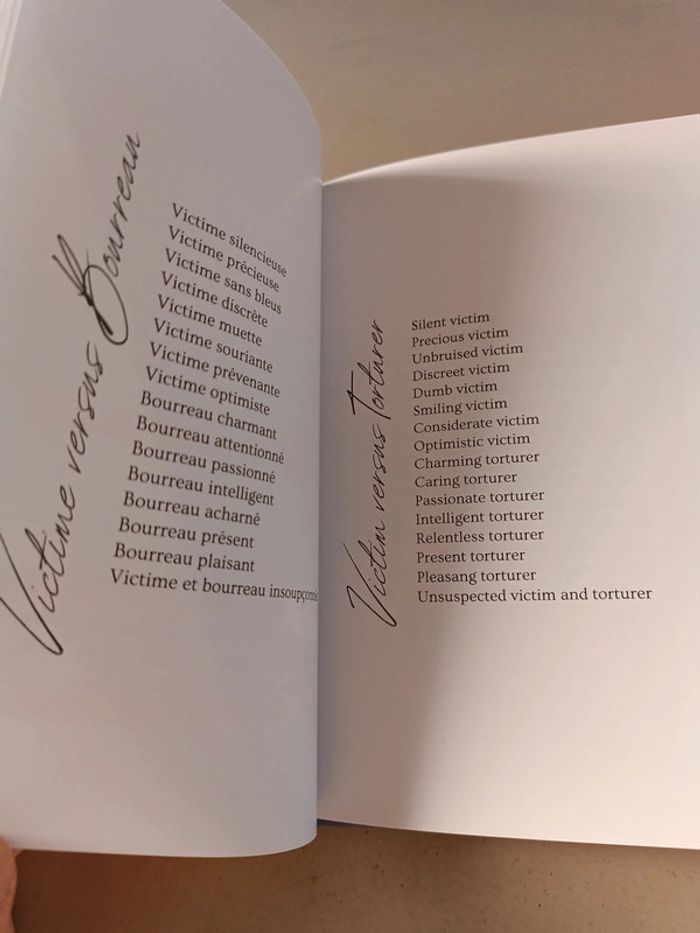 Victime versus Bourreau
Victime silencieuse
Victime précieuse
Victime sans bleus
Victime discrète
Victime muette
Victime souriante
Victime prévenante
Victime optimiste
Bourreau charmant
Bourreau attentionné
Bourreau passionné
Bourreau intelligent
Bourreau acharné
Bourreau présent
Bourreau plaisant
Victime et bourreau
Victim versus Torturer
Silent victim
Precious victim
Unbruised victim
Discreet victim
Dumb victim
Smiling victim
Considerate victim
Optimistic victim
Charming torturer
Caring torturer
Passionate torturer
Intelligent torturer
Relentless torturer
Present torturer
Pleasang torturer
Unsuspected victim and torturer